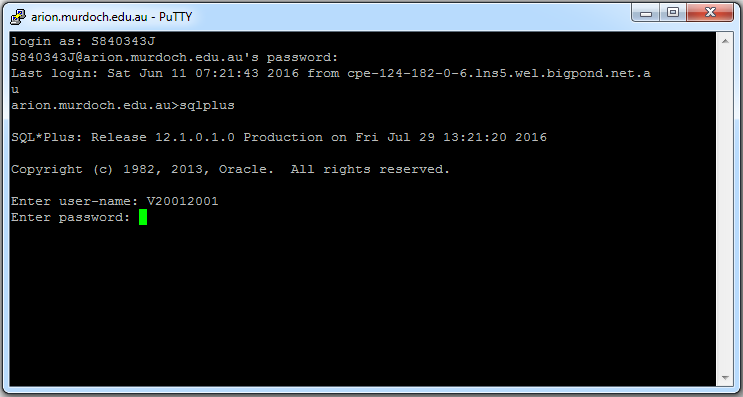 arion.murdoch.edu.au - PuTTY
login as: S840343J
S840343J@arion.murdoch.edu.au's password:
Last login: Sat Jun 11 07:21:43 2016 from cpe-124-182-0-6.lns5.wel.bigpond.net.a
u
arion.murdoch.edu.au>sqlplus
SQL*Plus: Release 12.1.0.1.0 Production on Fri Jul 29 13:21:20 2016
Copyright (c) 1982, 2013, Oracle.  All rights reserved.
Enter user-name: V20012001
Enter password: